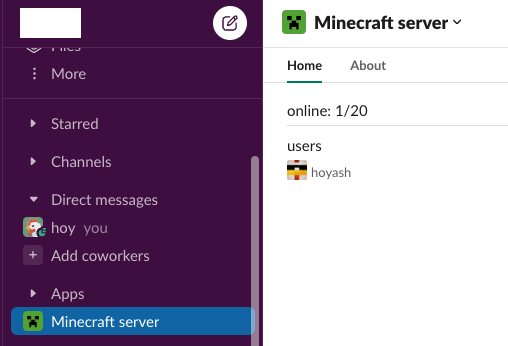 Files
More
Starred
Channels
Direct messages
hoy you
Add coworkers
Apps
Minecraft server
Minecraft server
Home About
online: 1/20
users
hoyash